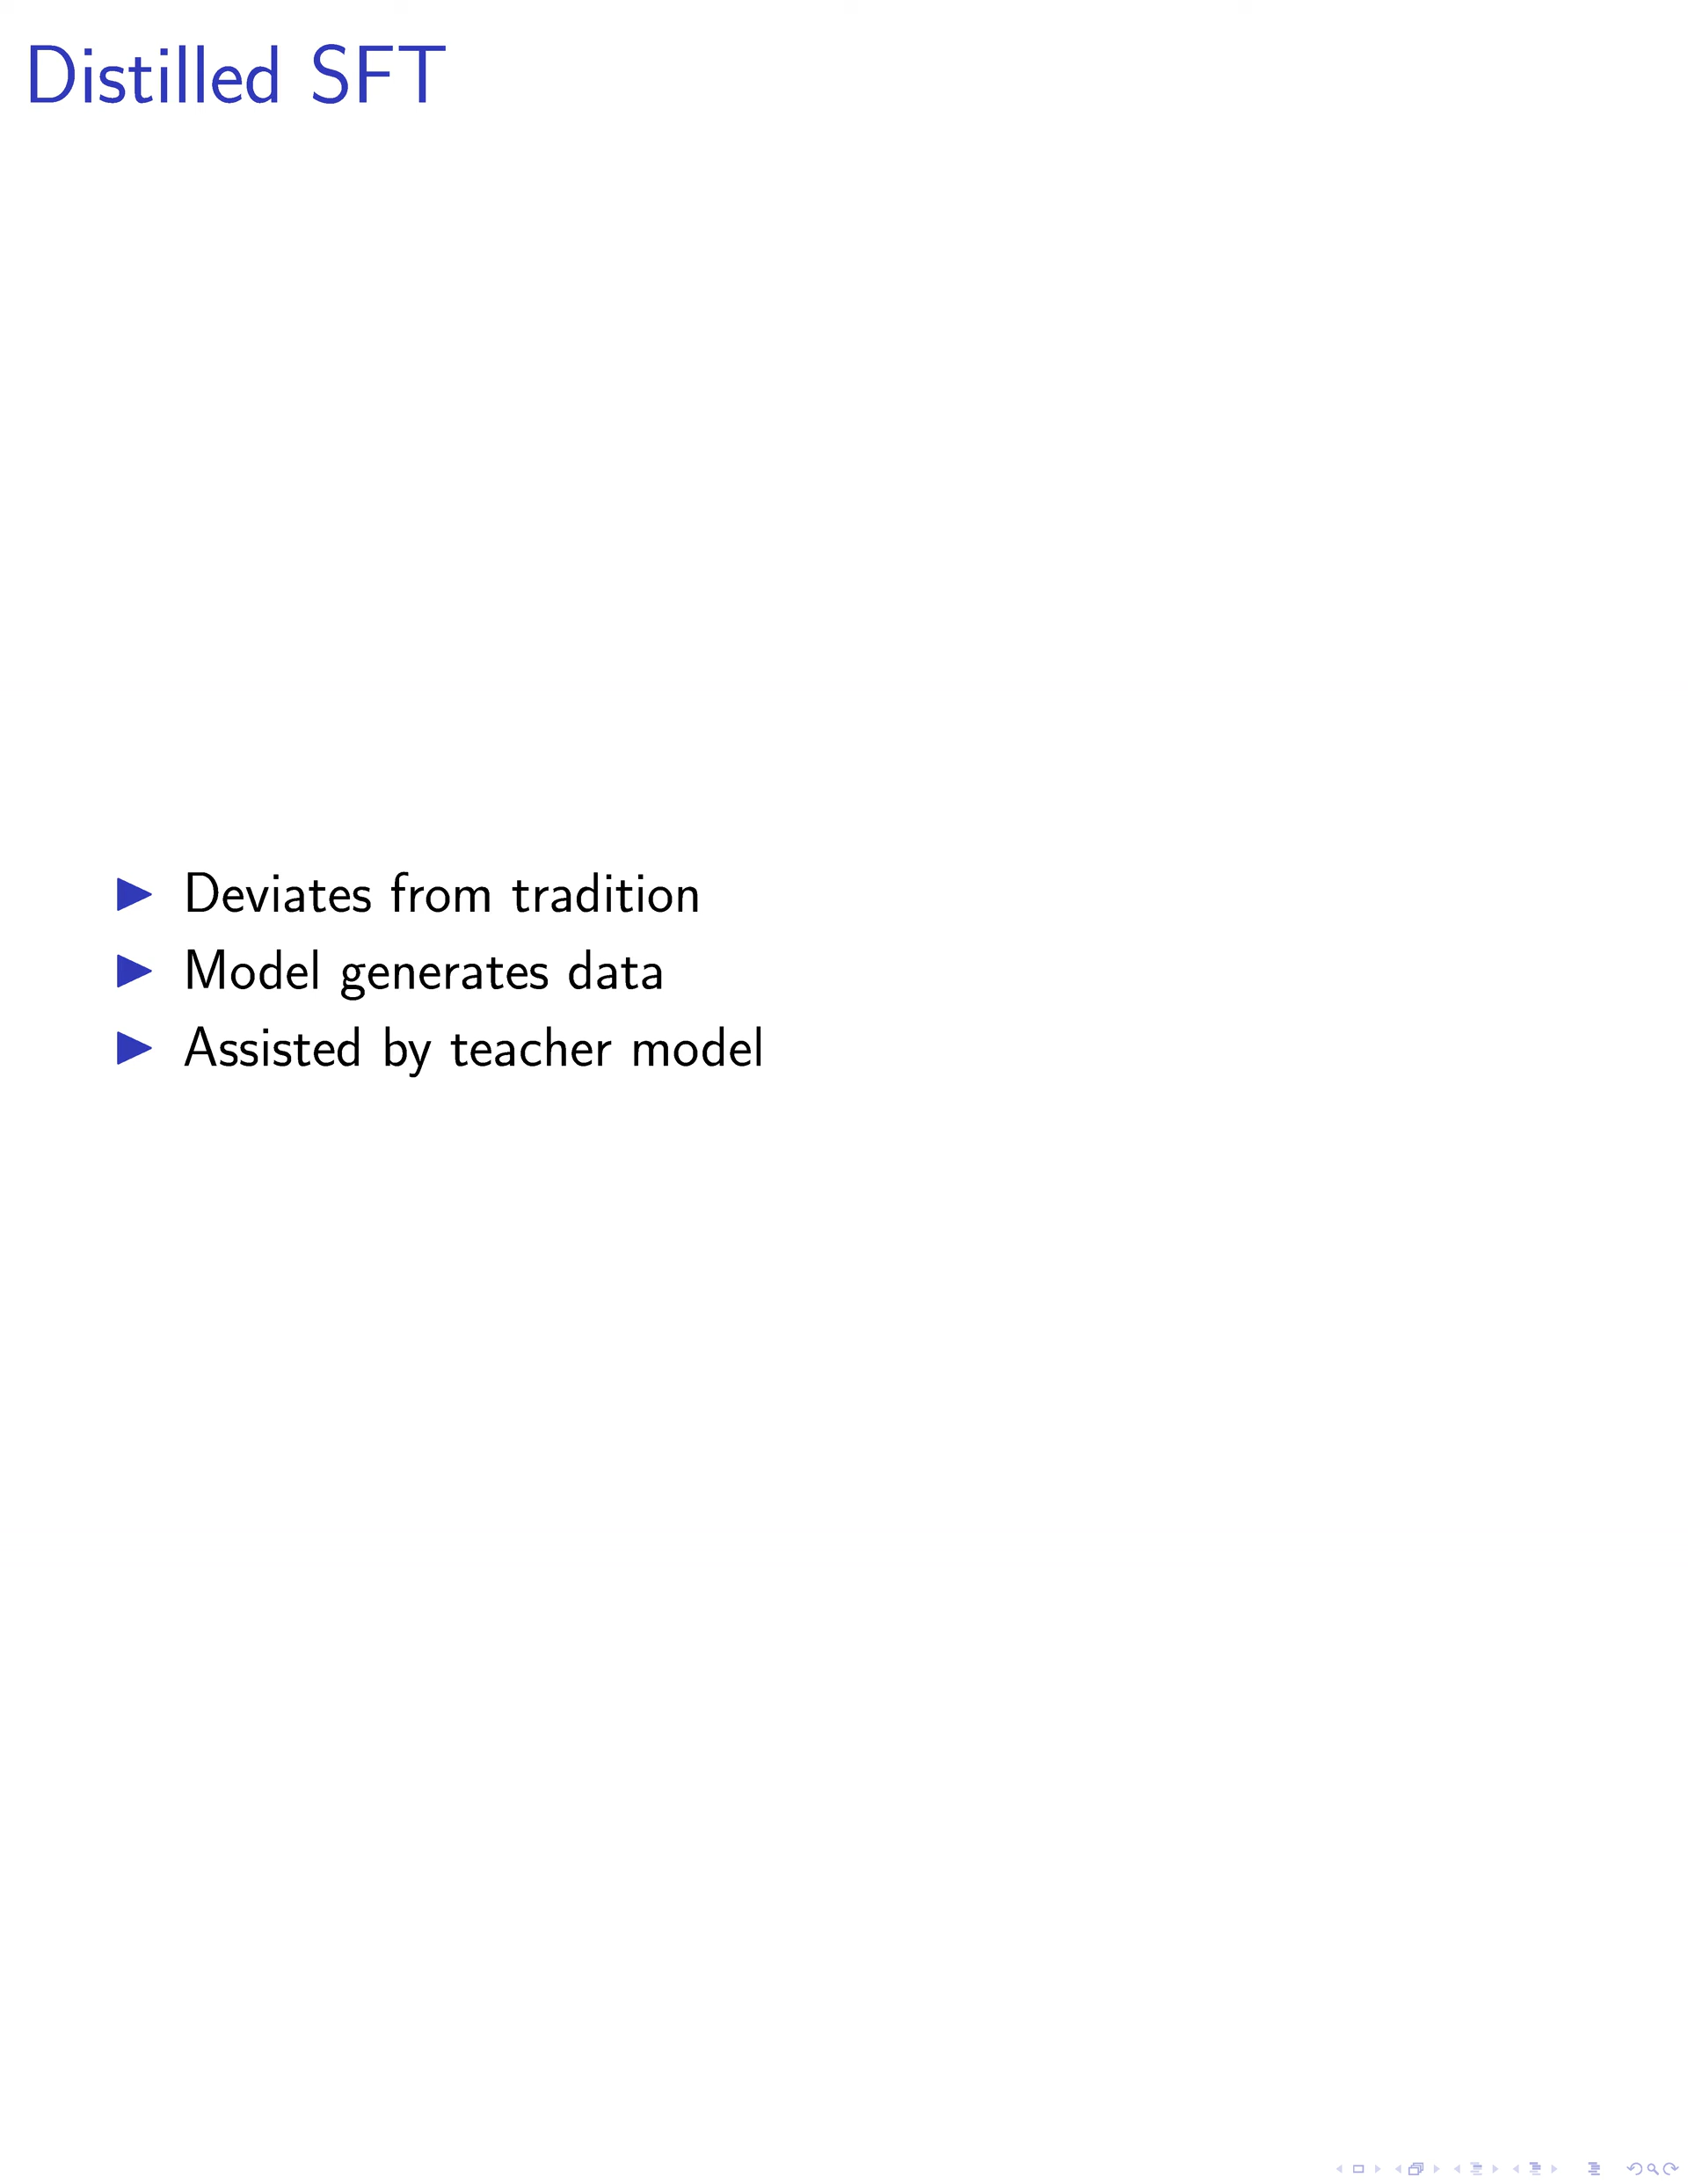 Distilled SFT
Deviates from tradition
Model generates data
Assisted by teacher model